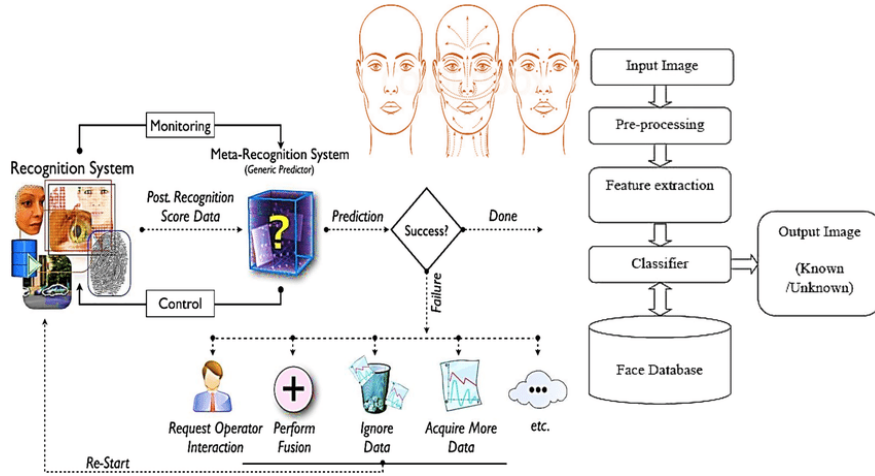 Monitoring
Recognition System
Meta-Recognition System
(Generic Predictor)
Post. Recognition
Score Data
?
Prediction
Success?
Done
Control
Failure
Request Operator
Interaction
Perform
Fusion
Ignore
Data
Acquire More
Data
etc.
Re-Start
Input Image
Pre-processing
Feature extraction
Classifier
Output Image
(Known
/Unknown)
Face Database